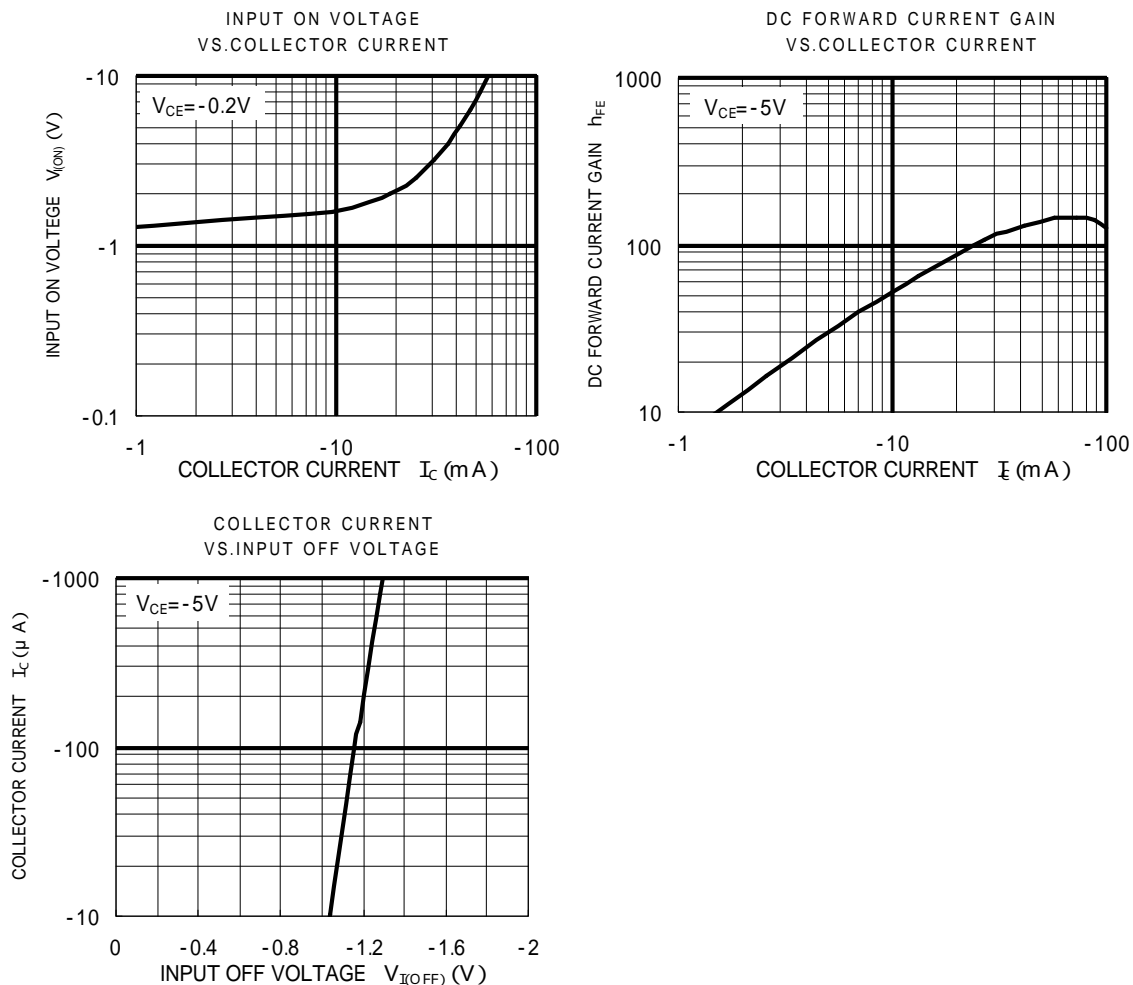 INPUT ON VOLTAGE
VS.COLLECTOR CURRENT
INPUT ON VOLTEGE VI(ON) (V)
-10
-1
-0.1
VCE=-0.2V
-1 -10 -100
COLLECTOR CURRENT IC (mA)
DC FORWARD CURRENT GAIN
VS.COLLECTOR CURRENT
DC FORWARD CURRENT GAIN hFE
1000
100
10
VCE=-5V
-1 -10 -100
COLLECTOR CURRENT IE (mA)
COLLECTOR CURRENT
VS.INPUT OFF VOLTAGE
COLLECTOR CURRENT IC (μA)
-1000
-100
-10
VCE=-5V
0 -0.4 -0.8 -1.2 -1.6 -2
INPUT OFF VOLTAGE VI(OFF) (V)